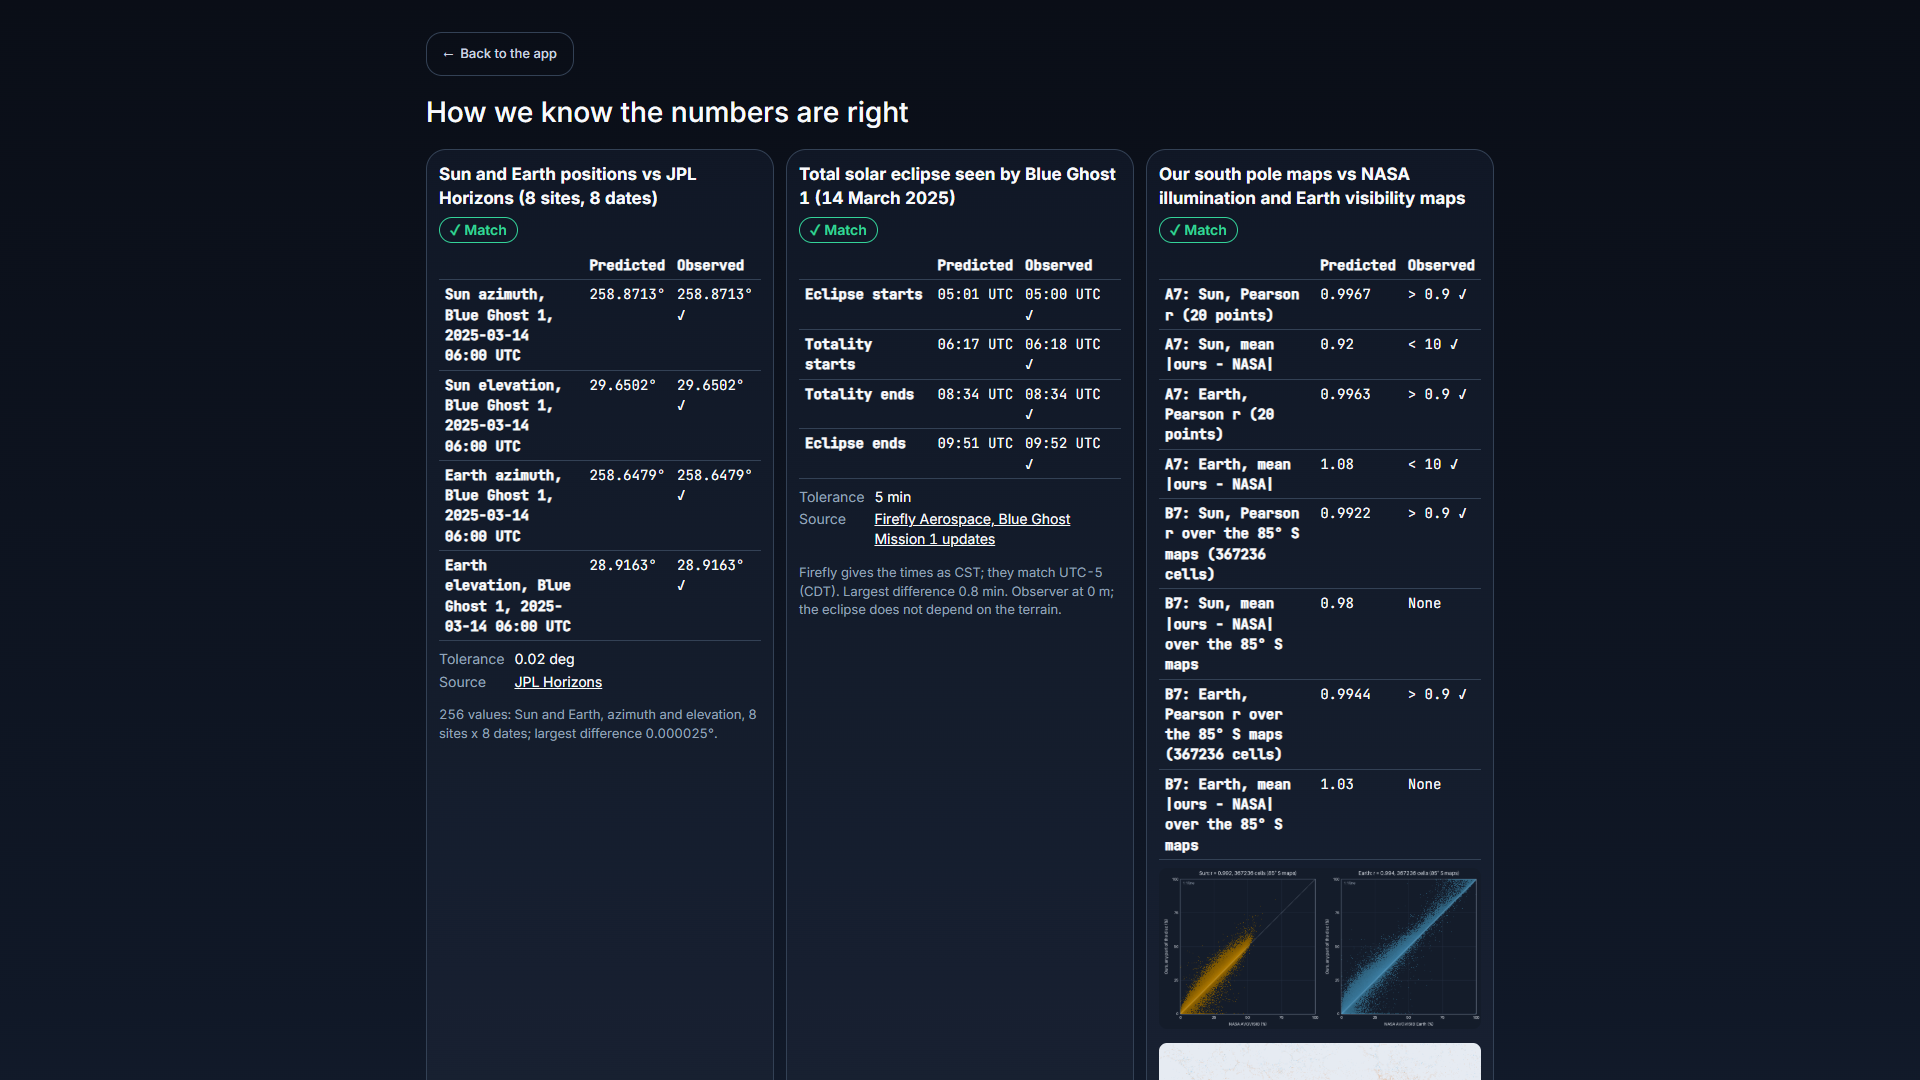 ← Back to the app
How we know the numbers are right
Sun and Earth positions vs JPL
Horizons (8 sites, 8 dates)
✓ Match
Predicted Observed
Sun azimuth, 258.8713° 258.8713°
Blue Ghost 1, ✓
2025-03-14
06:00 UTC
Sun elevation, 29.6502° 29.6502°
Blue Ghost 1, ✓
2025-03-14
06:00 UTC
Earth azimuth, 258.6479° 258.6479°
Blue Ghost 1, ✓
2025-03-14
06:00 UTC
Earth 28.9163° 28.9163°
elevation, Blue ✓
Ghost 1, 2025-
03-14 06:00 UTC
Tolerance 0.02 deg
Source JPL Horizons
256 values: Sun and Earth, azimuth and elevation, 8
sites x 8 dates; largest difference 0.000025°.
Total solar eclipse seen by Blue Ghost
1 (14 March 2025)
✓ Match
Predicted Observed
Eclipse starts 05:01 UTC 05:00 UTC
✓
Totality 06:17 UTC 06:18 UTC
starts ✓
Totality ends 08:34 UTC 08:34 UTC
✓
Eclipse ends 09:51 UTC 09:52 UTC
✓
Tolerance 5 min
Source Firefly Aerospace, Blue Ghost
Mission 1 updates
Firefly gives the times as CST; they match UTC-5
(CDT). Largest difference 0.8 min. Observer at 0 m;
the eclipse does not depend on the terrain.
Our south pole maps vs NASA
illumination and Earth visibility maps
✓ Match
Predicted Observed
A7: Sun, Pearson 0.9967 > 0.9 ✓
r (20 points)
A7: Sun, mean 0.92 < 10 ✓
|ours - NASA|
A7: Earth, 0.9963 > 0.9 ✓
Pearson r (20
points)
A7: Earth, mean 1.08 < 10 ✓
|ours - NASA|
B7: Sun, Pearson 0.9922 > 0.9 ✓
r over the 85° S
maps (367236
cells)
B7: Sun, mean 0.98 None
|ours - NASA|
over the 85° S
maps
B7: Earth, 0.9944 > 0.9 ✓
Pearson r over
the 85° S maps
(367236 cells)
B7: Earth, mean 1.03 None
|ours - NASA|
over the 85° S
maps
Sun: r = 0.992, 367236 cells (85° S maps)
Earth: r = 0.994, 367236 cells (85° S maps)